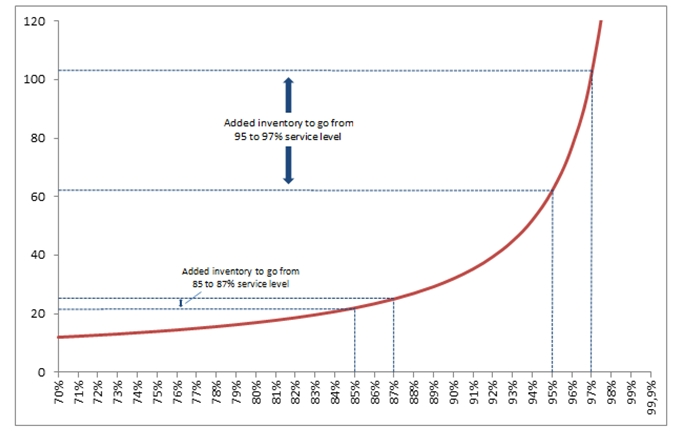 120
100
Added inventory to go from
95 to 97% service level
80
60
40
Added inventory to go from
85 to 87% service level
20
0
70% 71% 72% 73% 74% 75% 76% 77% 78% 79% 80% 81% 82% 83% 84% 85% 86% 87% 88% 89% 90% 91% 92% 93% 94% 95% 96% 97% 98% 99% 99,9%